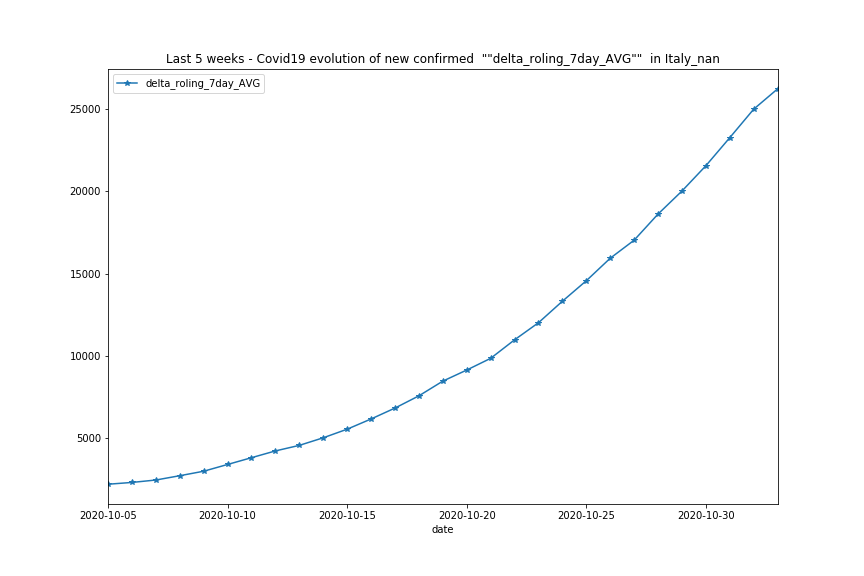 Last 5 weeks - Covid19 evolution of new confirmed  ""delta_roling_7day_AVG""  in Italy_nan
delta_roling_7day_AVG
25000
20000
15000
10000
5000
2020-10-05 2020-10-10 2020-10-15 2020-10-20 2020-10-25 2020-10-30
date